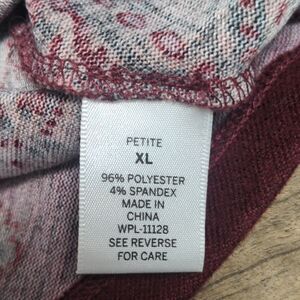 PETITE
XL
96% POLYESTER
4% SPANDEX
MADE IN
CHINA
WPL-11128
SEE REVERSE
FOR CARE